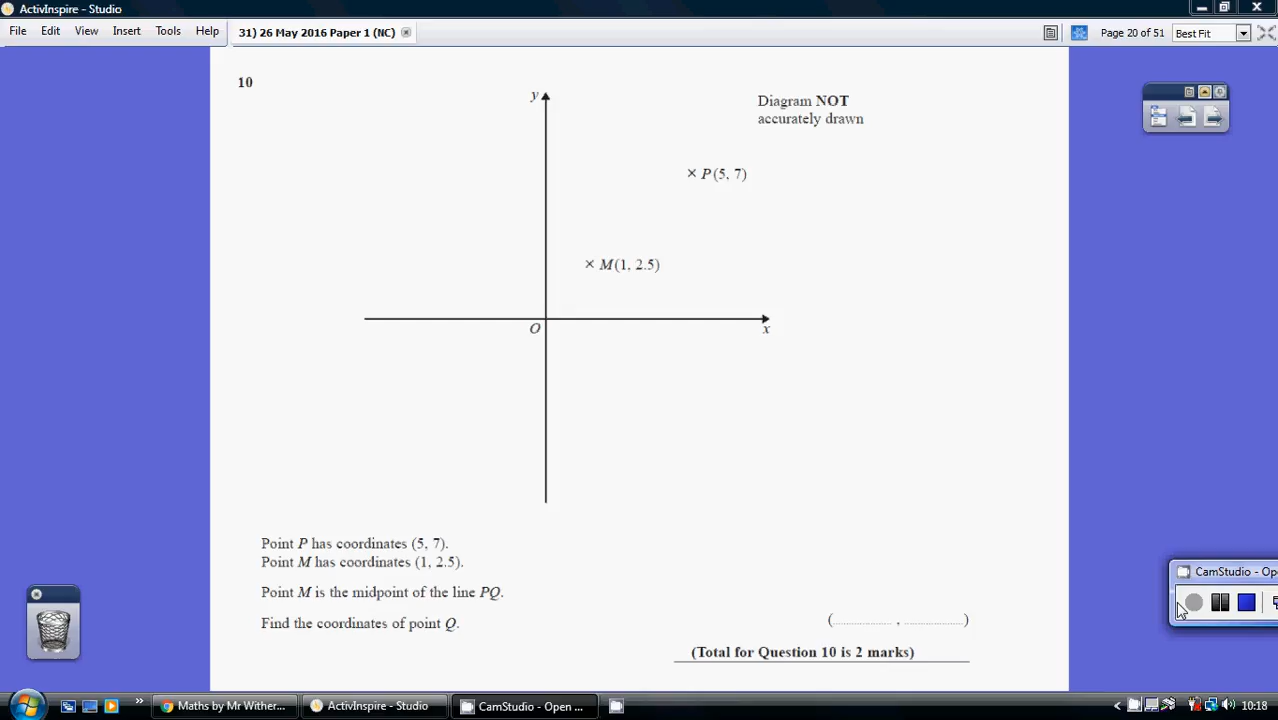 ActivInspire - Studio
File Edit View Insert Tools Help 31) 26 May 2016 Paper 1 (NC) Page 20 of 51 Best Fit
10
y
Diagram NOT
accurately drawn
× P(5, 7)
× M(1, 2.5)
O
x
Point P has coordinates (5, 7).
Point M has coordinates (1, 2.5).
Point M is the midpoint of the line PQ.
Find the coordinates of point Q.
(.................. , ..................)
(Total for Question 10 is 2 marks)
CamStudio - Ope
Maths by Mr Wither... ActivInspire - Studio CamStudio - Open ... 10:18